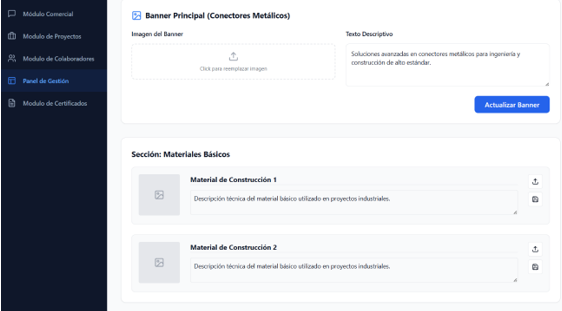 Módulo Comercial
Modulo de Proyectos
Modulo de Colaboradores
Panel de Gestión
Modulo de Certificados
Banner Principal (Conectores Metálicos)
Imagen del Banner
Click para reemplazar imagen
Texto Descriptivo
Soluciones avanzadas en conectores metálicos para ingeniería y
construcción de alto estándar.
Actualizar Banner
Sección: Materiales Básicos
Material de Construcción 1
Descripción técnica del material básico utilizado en proyectos industriales.
Material de Construcción 2
Descripción técnica del material básico utilizado en proyectos industriales.